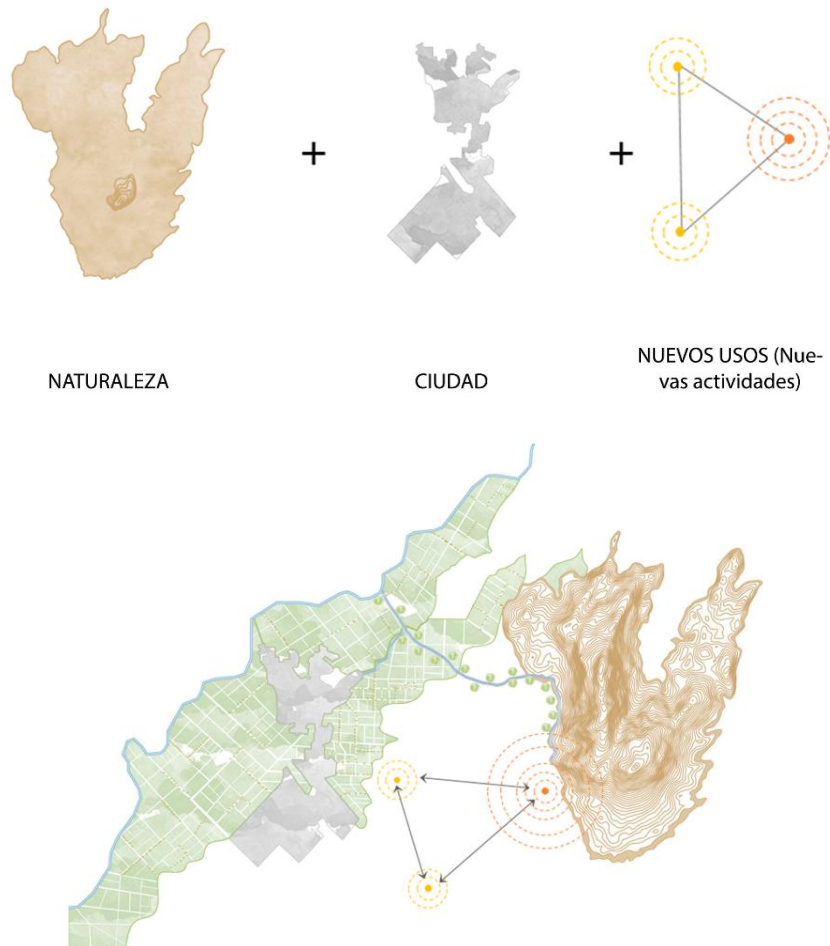 +
+
NATURALEZA
CIUDAD
NUEVOS USOS (Nue-
vas actividades)